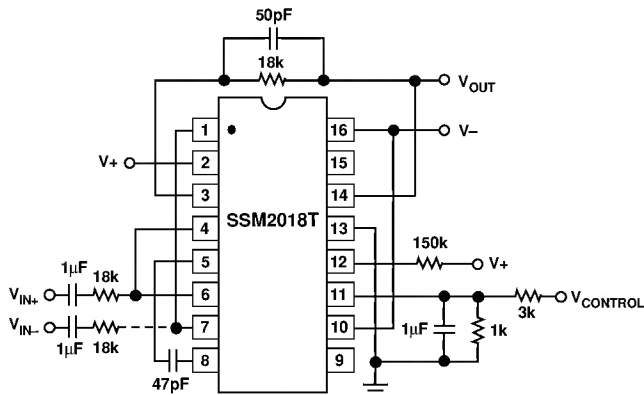 50pF
18k
V OUT
1
16
V–
V+
2
15
3
14
SSM2018T
4
13
150k
5
12
V+
1µF
18k
VIN+
6
11
VCONTROL
3k
VIN–
7
10
1µF
1k
1µF
18k
8
9
47pF